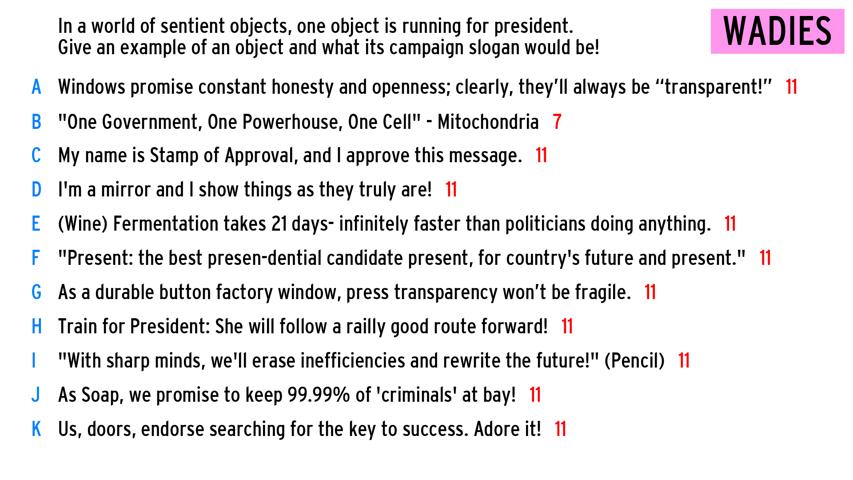 In a world of sentient objects, one object is running for president.
Give an example of an object and what its campaign slogan would be!
WADIES
A Windows promise constant honesty and openness; clearly, they’ll always be “transparent!” 11
B "One Government, One Powerhouse, One Cell" - Mitochondria 7
C My name is Stamp of Approval, and I approve this message. 11
D I'm a mirror and I show things as they truly are! 11
E (Wine) Fermentation takes 21 days- infinitely faster than politicians doing anything. 11
F "Present: the best presen-dential candidate present, for country's future and present." 11
G As a durable button factory window, press transparency won’t be fragile. 11
H Train for President: She will follow a railly good route forward! 11
I "With sharp minds, we'll erase inefficiencies and rewrite the future!" (Pencil) 11
J As Soap, we promise to keep 99.99% of 'criminals' at bay! 11
K Us, doors, endorse searching for the key to success. Adore it! 11